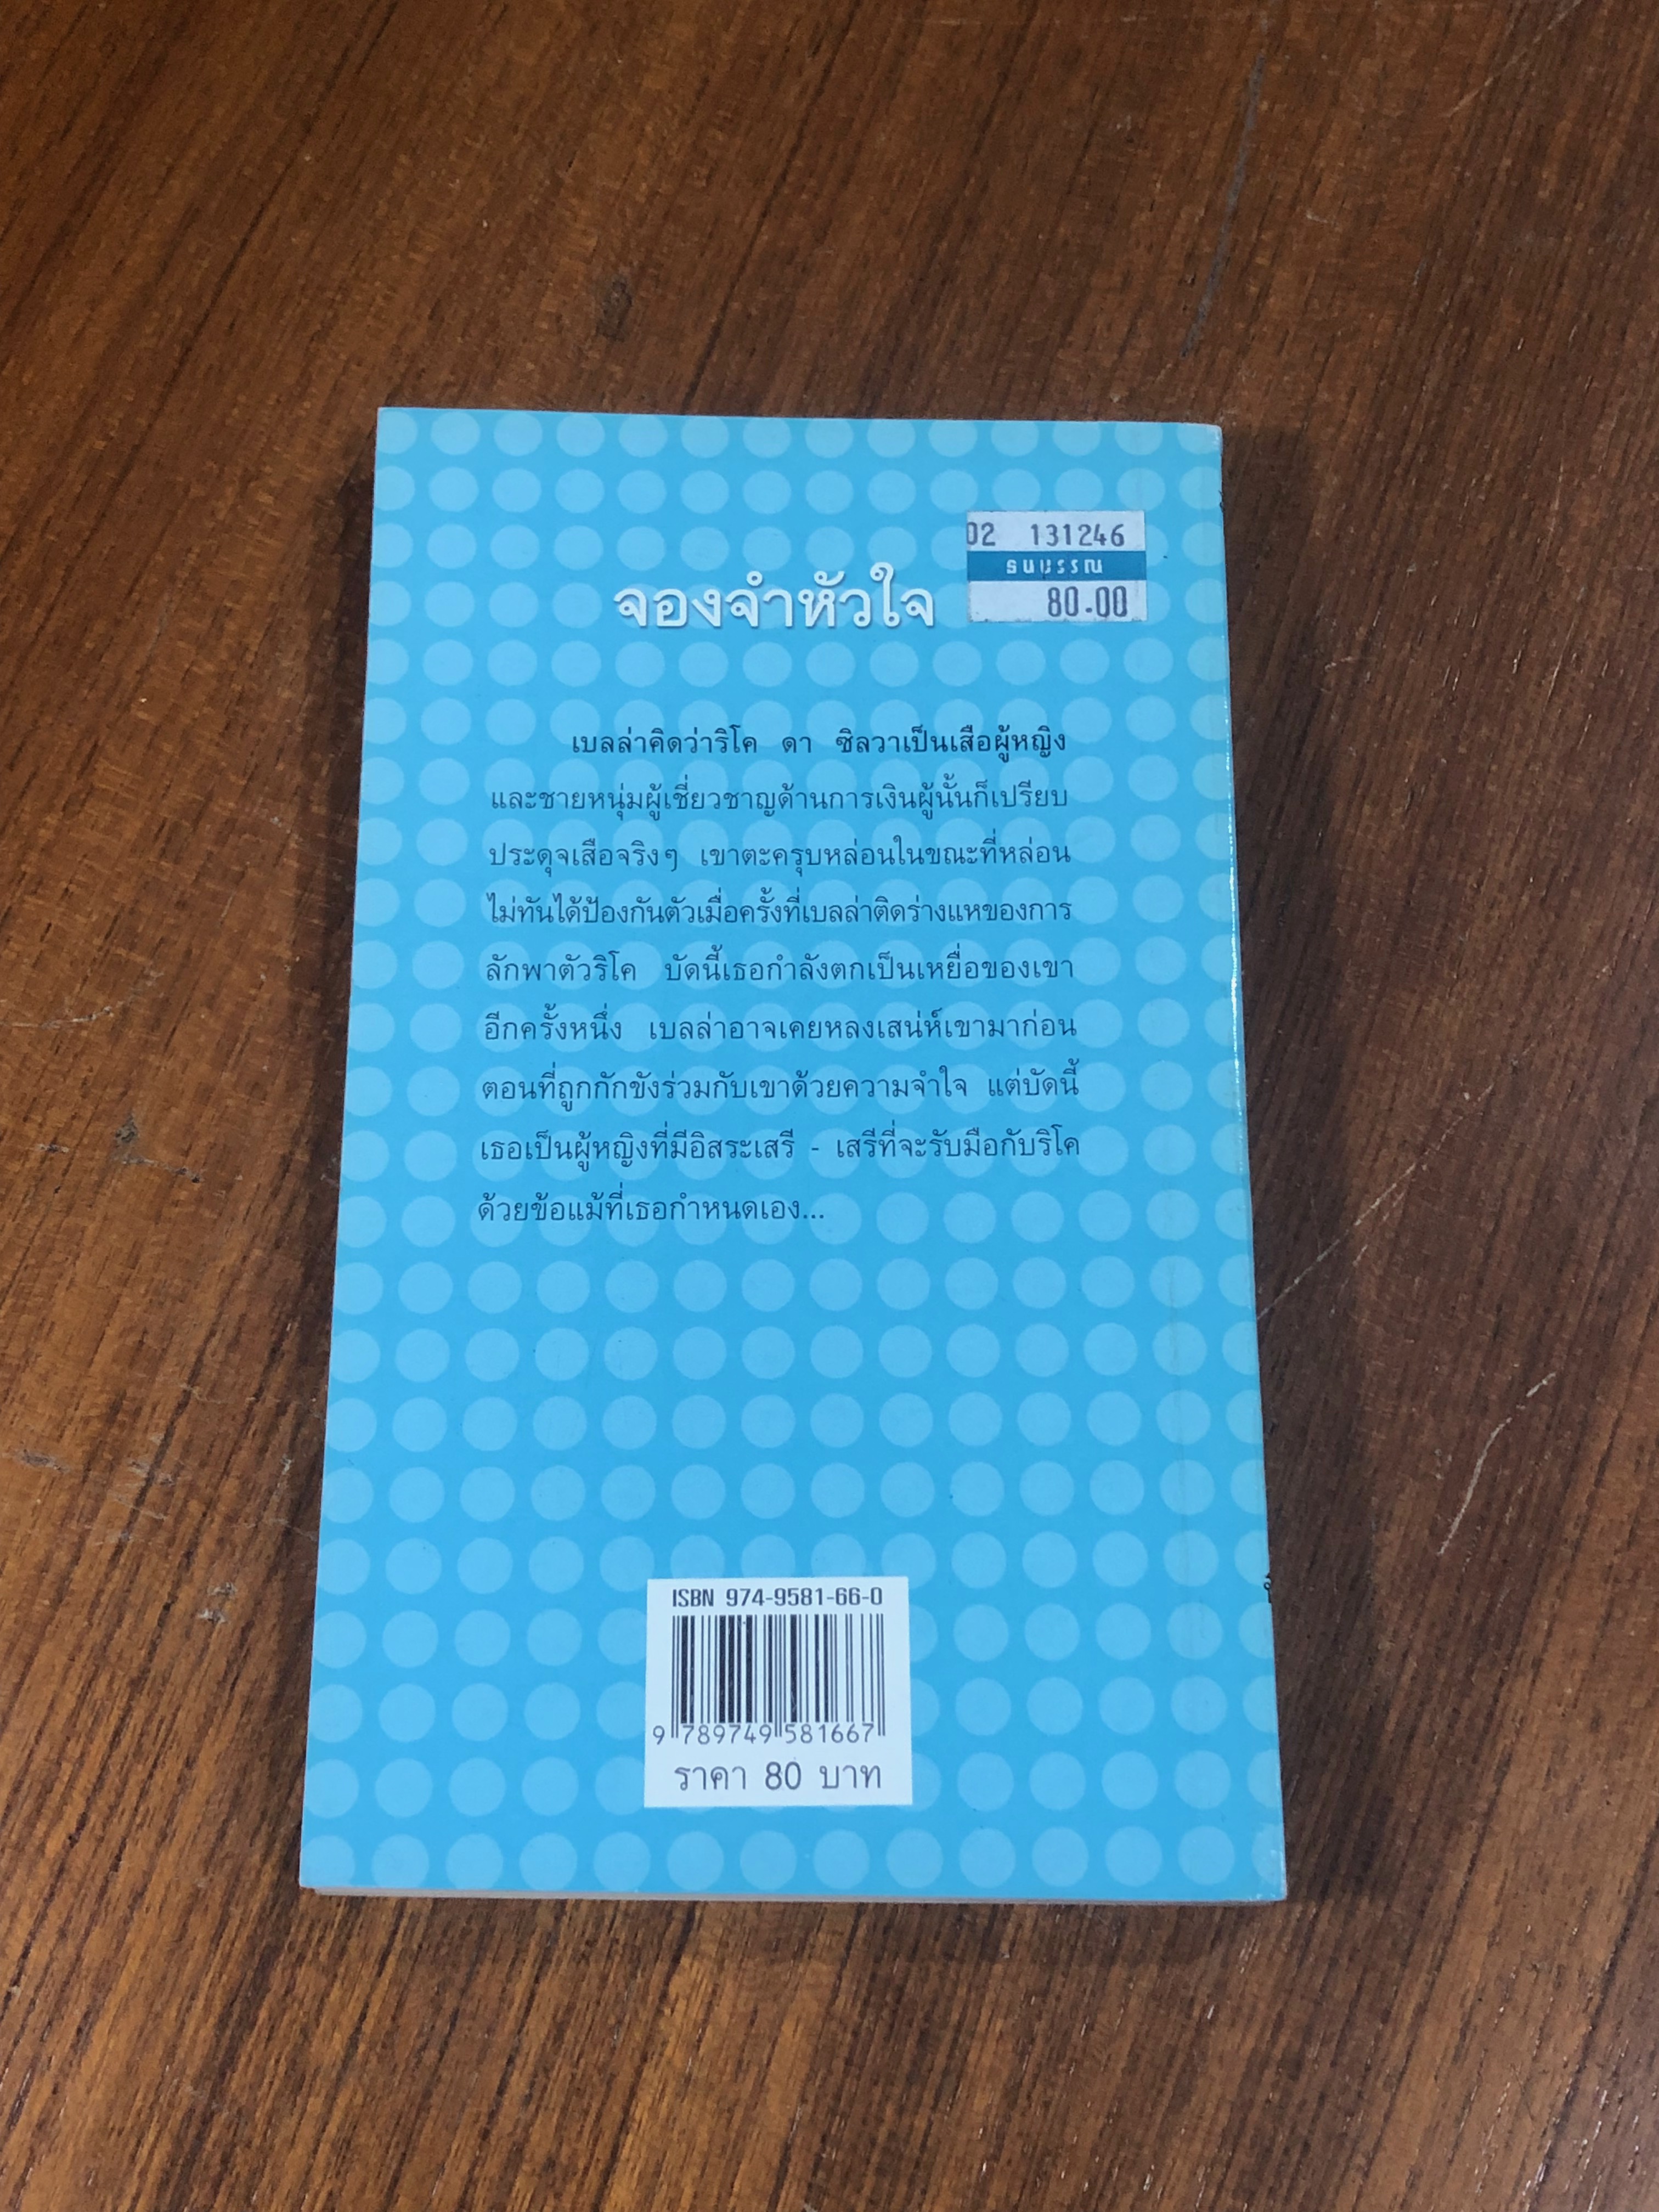 02 131246
ธนบรรณ
80.00
จองจำหัวใจ
เบลล่าคิดว่าริโค ดา ซิลวาเป็นเสือผู้หญิง
และชายหนุ่มผู้เชี่ยวชาญด้านการเงินผู้นั้นก็เปรียบ
ประดุจเสือจริงๆ เขาตะครุบหล่อนในขณะที่หล่อน
ไม่ทันได้ป้องกันตัวเมื่อครั้งที่เบลล่าติดร่างแหของการ
ลักพาตัวริโค บัดนี้เธอกำลังตกเป็นเหยื่อของเขา
อีกครั้งหนึ่ง เบลล่าอาจเคยหลงเสน่ห์เขามาก่อน
ตอนที่ถูกกักขังร่วมกับเขาด้วยความจำใจ แต่บัดนี้
เธอเป็นผู้หญิงที่มีอิสระเสรี - เสรีที่จะรับมือกับริโค
ด้วยข้อแม้ที่เธอกำหนดเอง...
ISBN 974-9581-66-0
9 789749 581667
ราคา 80 บาท